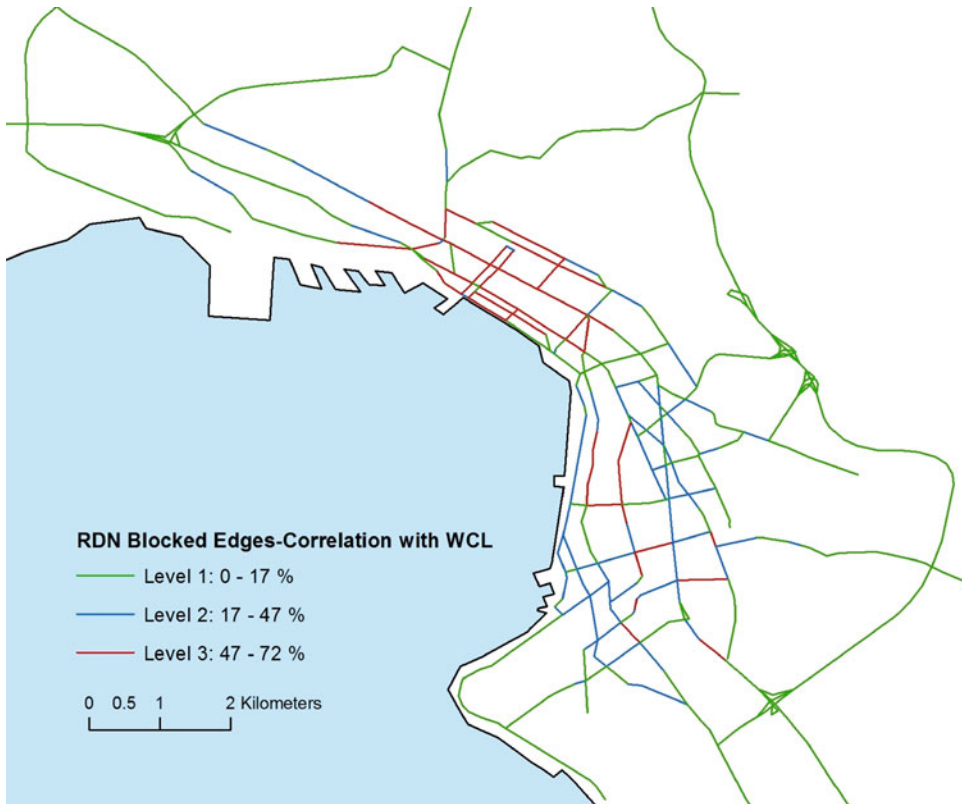 RDN Blocked Edges-Correlation with WCL
Level 1: 0 - 17 %
Level 2: 17 - 47 %
Level 3: 47 - 72 %
0 0.5 1 2 Kilometers